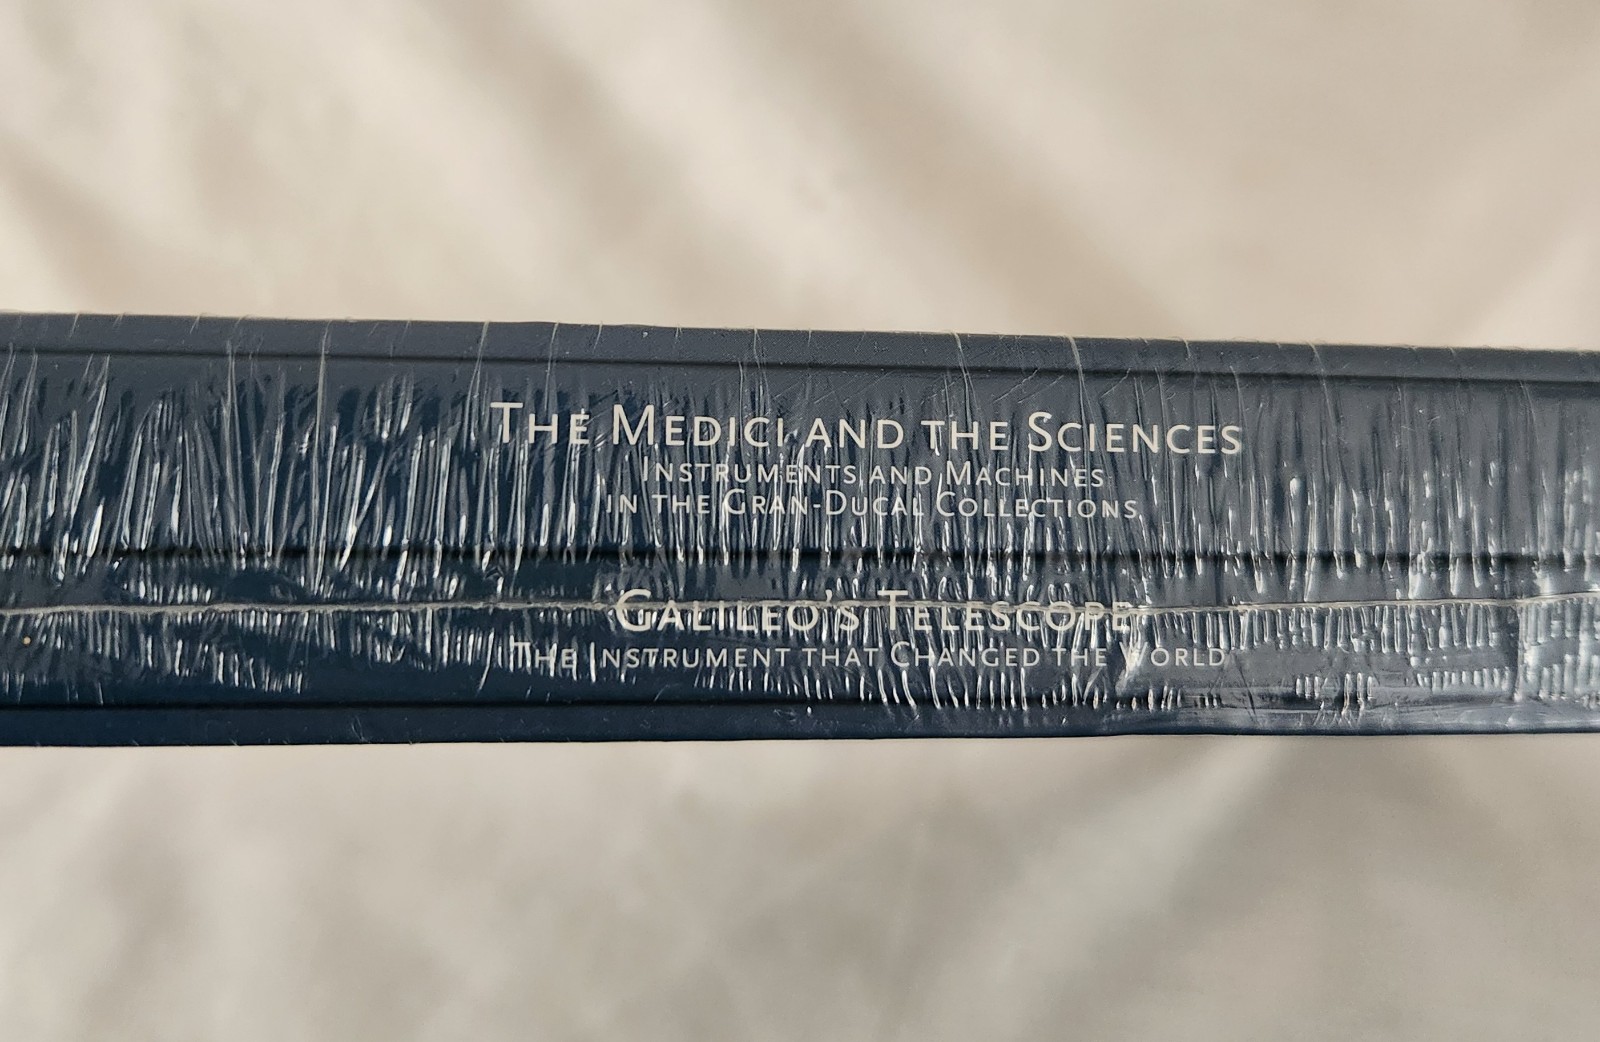 The Medici and the Sciences
Instruments and Machines
in the Gran-Ducal Collections
Galileo's Telescope
The Instrument that Changed the World